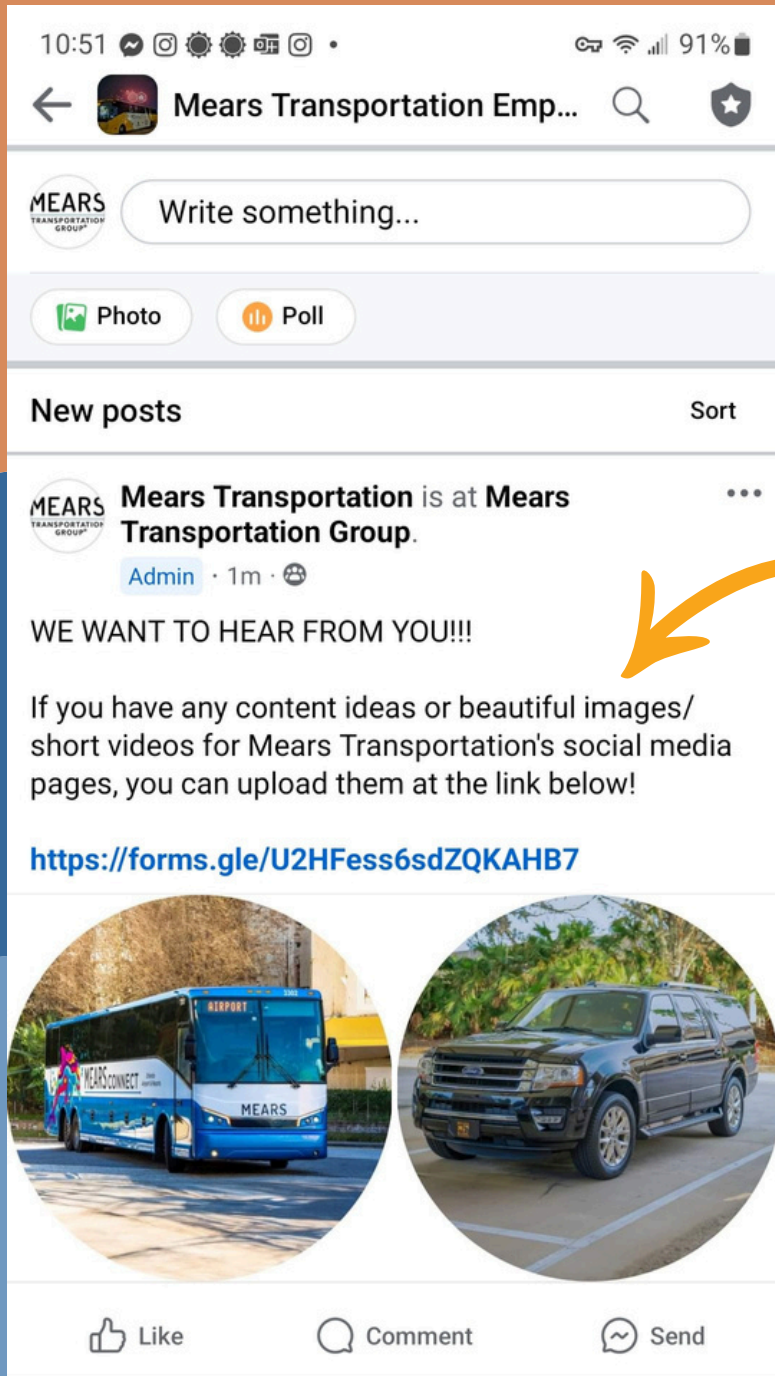 10:51
91%
Mears Transportation Emp...
MEARS
TRANSPORTATION
GROUP
Write something...
Photo
Poll
New posts
Sort
MEARS
TRANSPORTATION
GROUP
Mears Transportation is at Mears
Transportation Group.
Admin · 1m ·
WE WANT TO HEAR FROM YOU!!!
If you have any content ideas or beautiful images/
short videos for Mears Transportation's social media
pages, you can upload them at the link below!
https://forms.gle/U2HFess6sdZQKAHB7
AIRPORT
MEARS CONNECT
MEARS
Like
Comment
Send